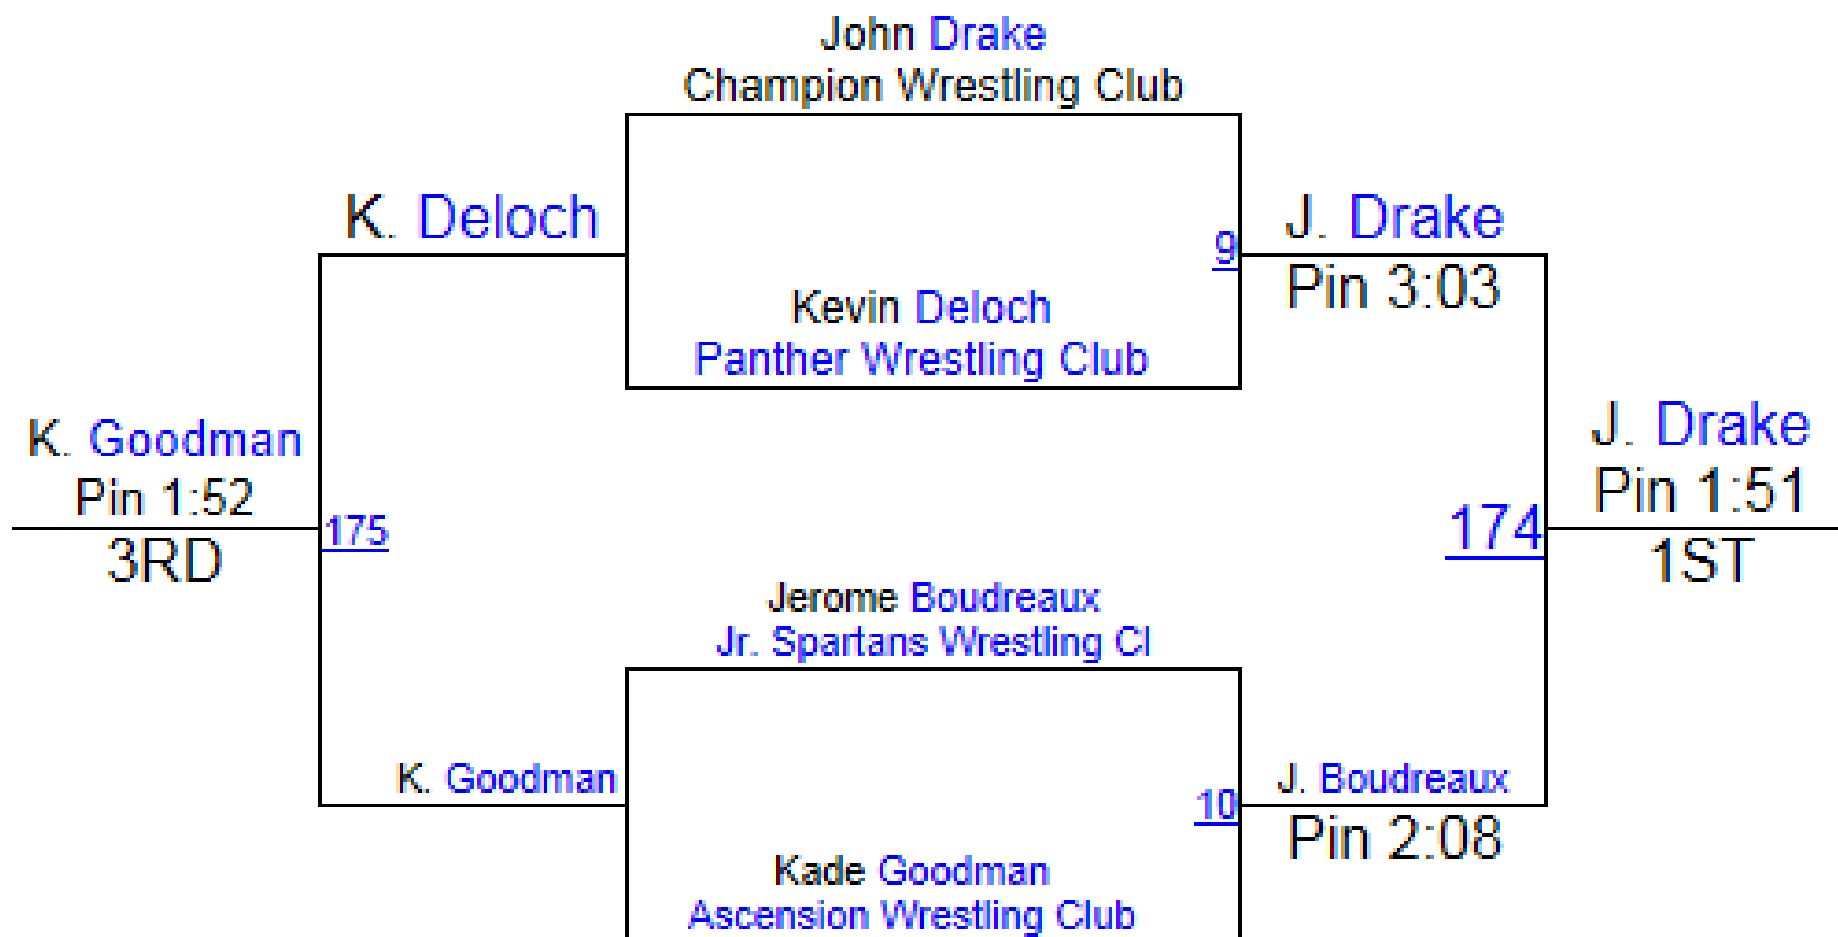 John Drake
Champion Wrestling Club
K. Deloch
J. Drake
9
Pin 3:03
Kevin Deloch
Panther Wrestling Club
K. Goodman
Pin 1:52
175
3RD
J. Drake
Pin 1:51
174
1ST
Jerome Boudreaux
Jr. Spartans Wrestling Cl
K. Goodman
J. Boudreaux
10
Pin 2:08
Kade Goodman
Ascension Wrestling Club